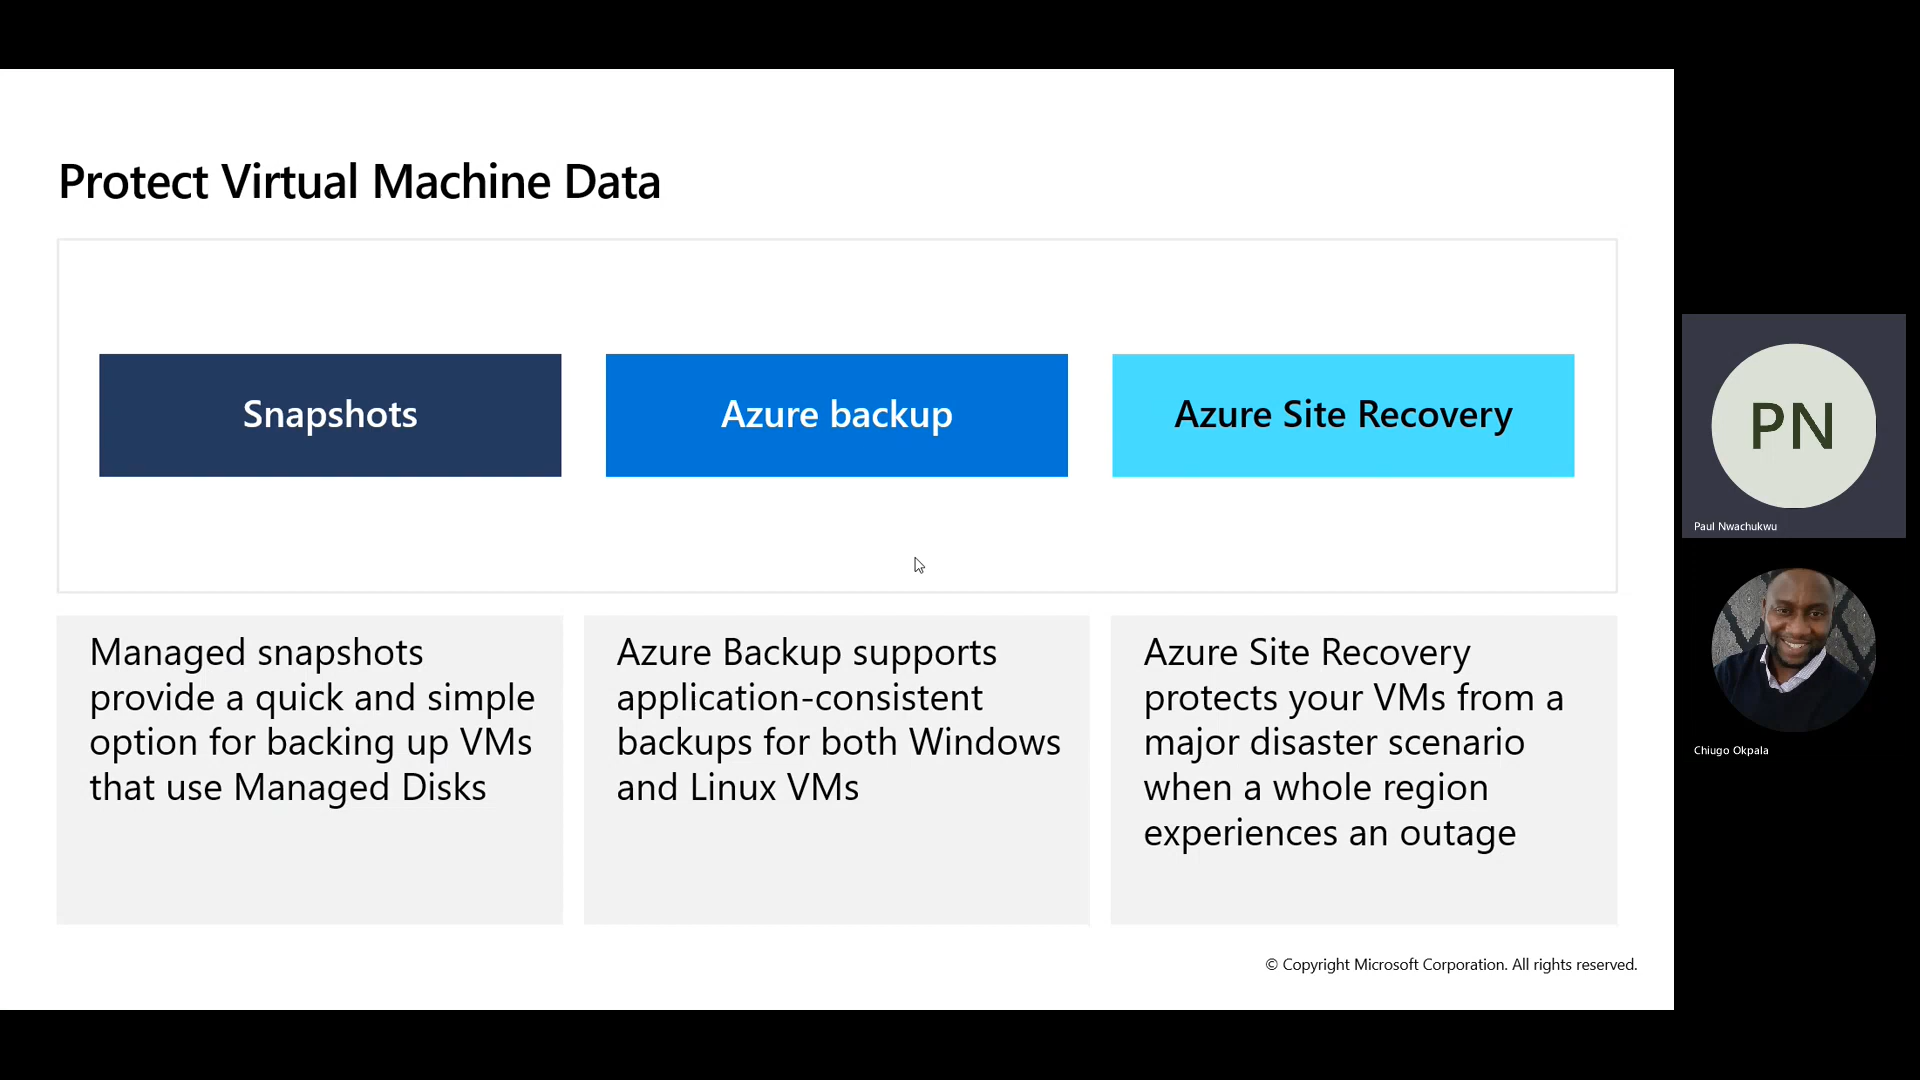 Protect Virtual Machine Data
Snapshots
Azure backup
Azure Site Recovery
Managed snapshots
provide a quick and simple
option for backing up VMs
that use Managed Disks
Azure Backup supports
application-consistent
backups for both Windows
and Linux VMs
Azure Site Recovery
protects your VMs from a
major disaster scenario
when a whole region
experiences an outage
© Copyright Microsoft Corporation. All rights reserved.
PN
Paul Nwachukwu
Chiugo Okpala